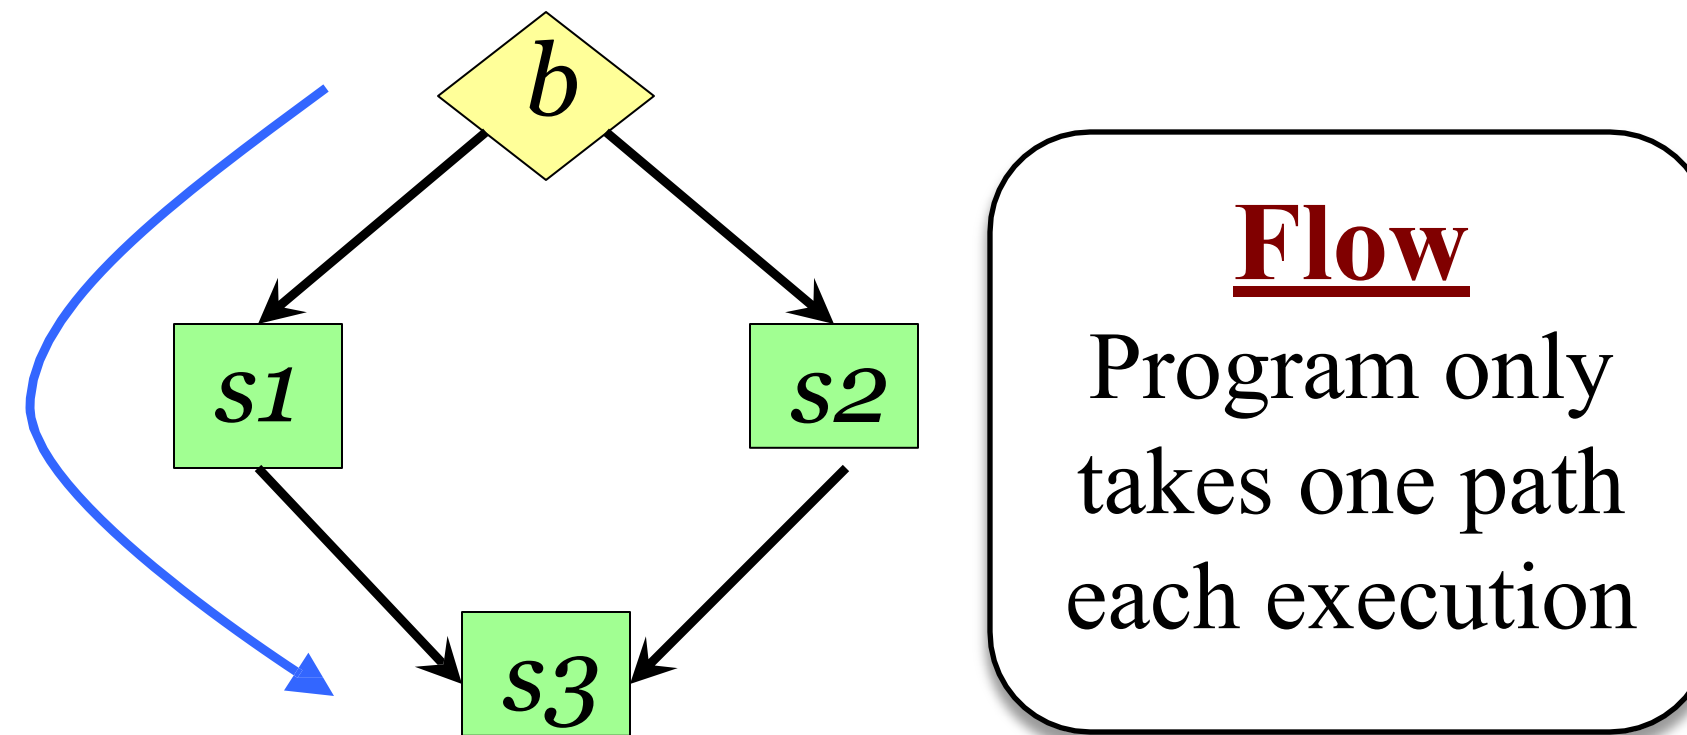 b
s1
s2
s3
Flow
Program only
takes one path
each execution